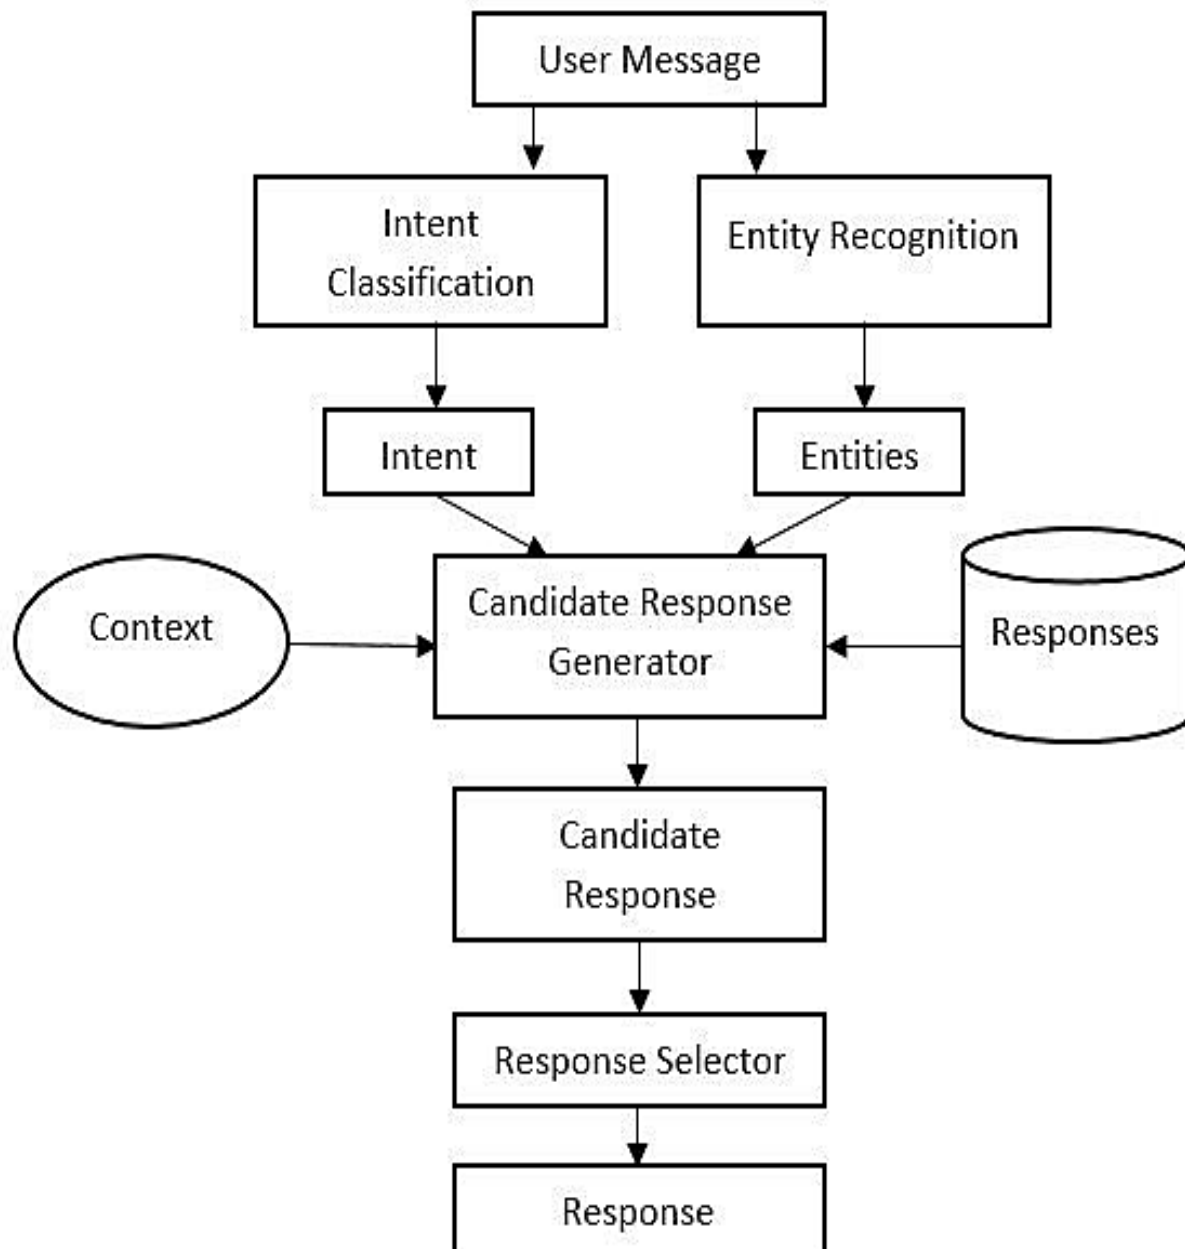 User Message
Intent
Classification
Entity Recognition
Intent
Entities
Context
Candidate Response
Generator
Responses
Candidate
Response
Response Selector
Response